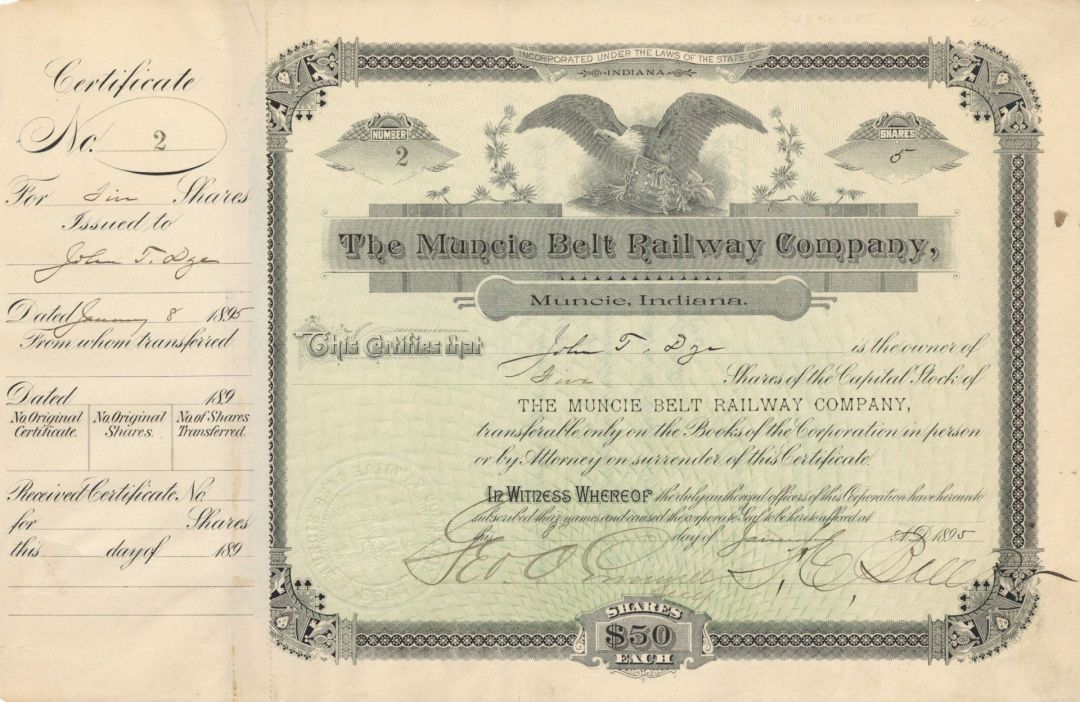 Certificate
No. 2
For Five Shares
Issued to
John T. Dye
Dated January 8 1895
From whom transferred
Dated 189
No. Original Certificate.
No. Original Shares.
No. of Shares Transferred.
Received Certificate No
for Shares
this day of 189
INCORPORATED UNDER THE LAWS OF THE STATE OF
INDIANA
NUMBER
2
SHARES
5
The Muncie Belt Railway Company,
Muncie, Indiana.
This Certifies that John T. Dye is the owner of
Five Shares of the Capital Stock of
THE MUNCIE BELT RAILWAY COMPANY,
transferable only on the Books of the Corporation in person
or by Attorney on surrender of this Certificate.
IN WITNESS WHEREOF the duly authorized officers of this Corporation have hereunto
subscribed their names and caused the corporate Seal to be hereto affixed at
this 8 day of January A.D. 1895
Geo. O
SHARES
$50
EACH